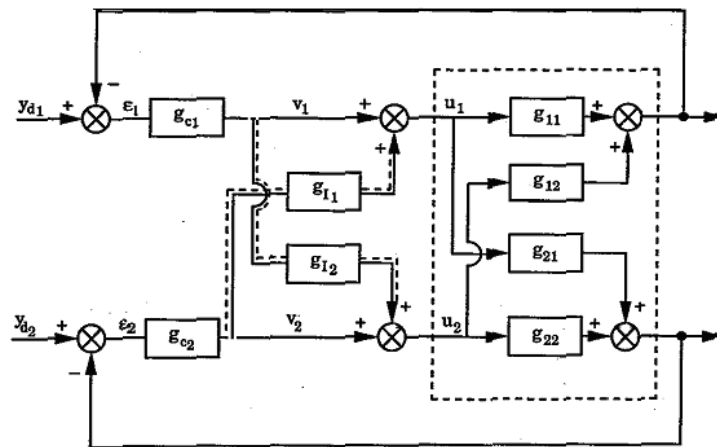 y_d1 + − ε_1 g_c1 v_1 + + u_1 g_11 + +
g_I1 g_12
g_I2 g_21
y_d2 + − ε_2 g_c2 v_2 + + u_2 g_22 + +